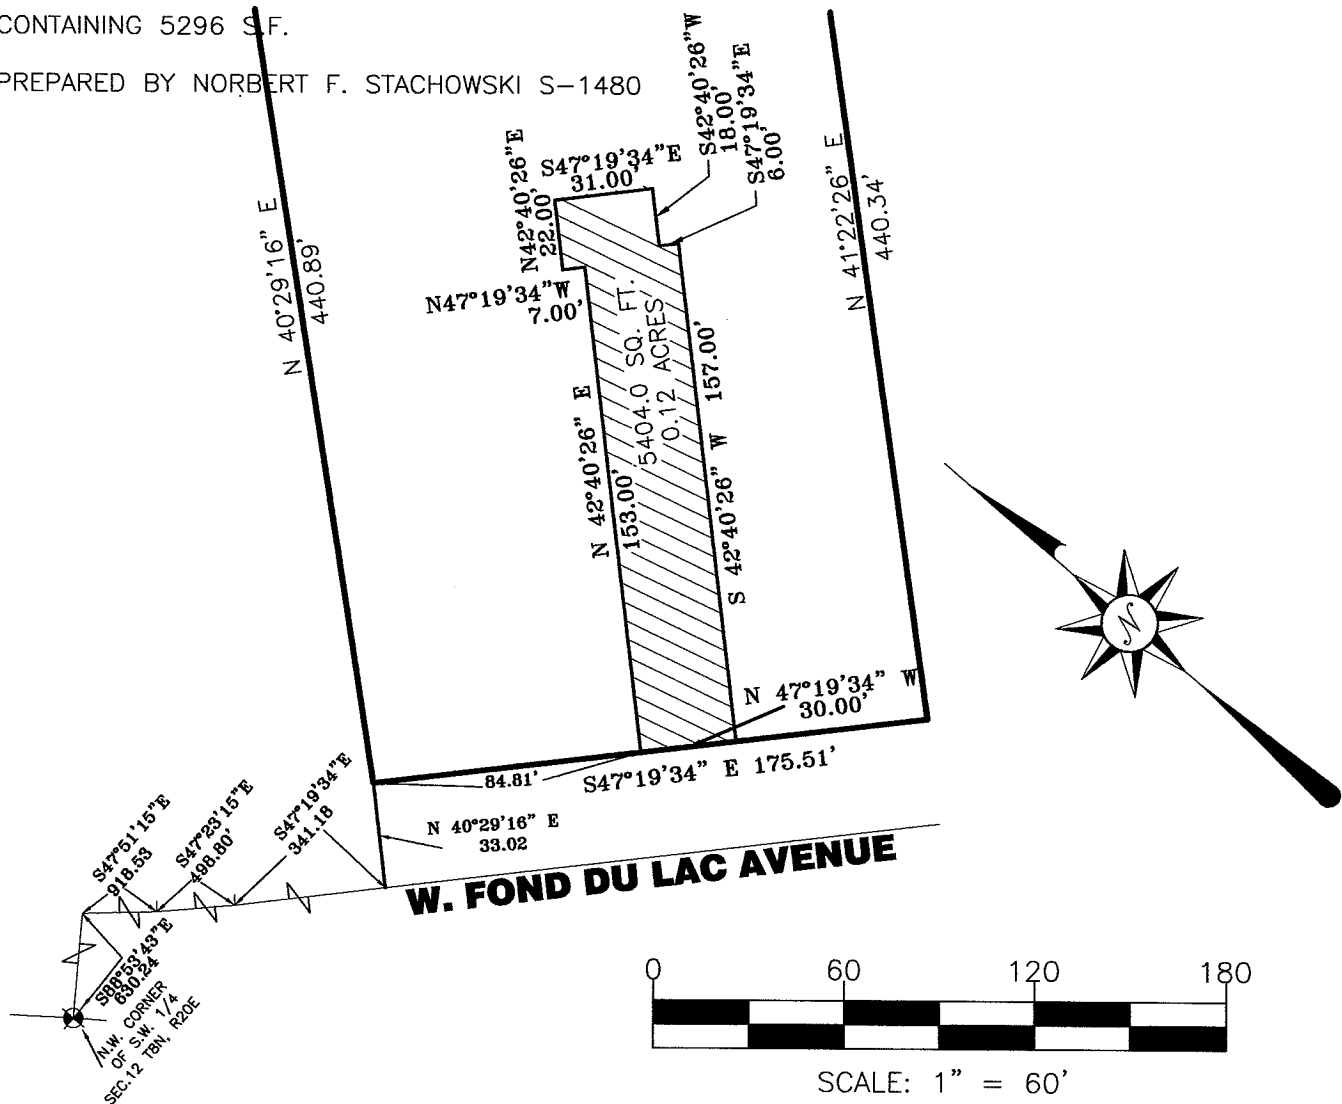 CONTAINING 5296 S.F.
PREPARED BY NORBERT F. STACHOWSKI S-1480
S42°40'26"W
18.00'
S47°19'34"E
6.00'
S47°19'34"E
31.00'
N42°40'26"E
22.00'
N47°19'34"W
7.00'
N 40°29'16" E
440.89'
N 41°22'26" E
440.34'
5404.0 SQ. FT.
0.12 ACRES
N 42°40'26" E
153.00'
S 42°40'26" W 157.00'
N 47°19'34" W
30.00'
84.81'
S47°19'34" E 175.51'
N 40°29'16" E
33.02
S47°51'15"E
918.53
S47°23'15"E
498.80'
S47°19'34"E
341.18
S88°53'43"E
630.24
N.W. CORNER
OF S.W. 1/4
SEC.12 T8N, R20E
W. FOND DU LAC AVENUE
N
0 60 120 180
SCALE: 1" = 60'